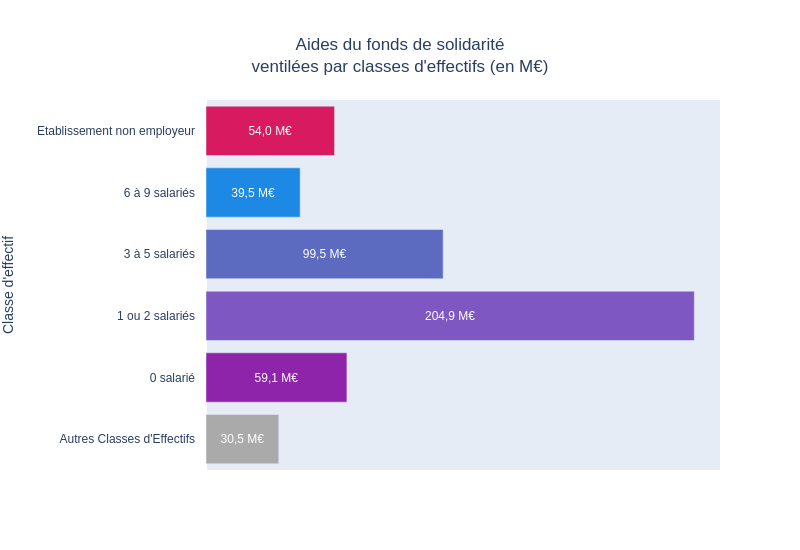 Aides du fonds de solidarité
ventilées par classes d'effectifs (en M€)
Classe d'effectif
Etablissement non employeur
54,0 M€
6 à 9 salariés
39,5 M€
3 à 5 salariés
99,5 M€
1 ou 2 salariés
204,9 M€
0 salarié
59,1 M€
Autres Classes d'Effectifs
30,5 M€